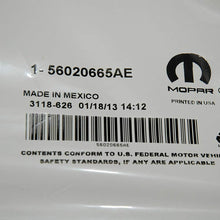 1- 56020665AE
MOPAR
MADE IN MEXICO
PRINTED IN USA
3118-626 01/18/13 14:12
56020665AE
CONTENTS CONFORM TO U.S. FEDERAL MOTOR VEHIC
SAFETY STANDARDS, IF ANY ARE APPLICABLE